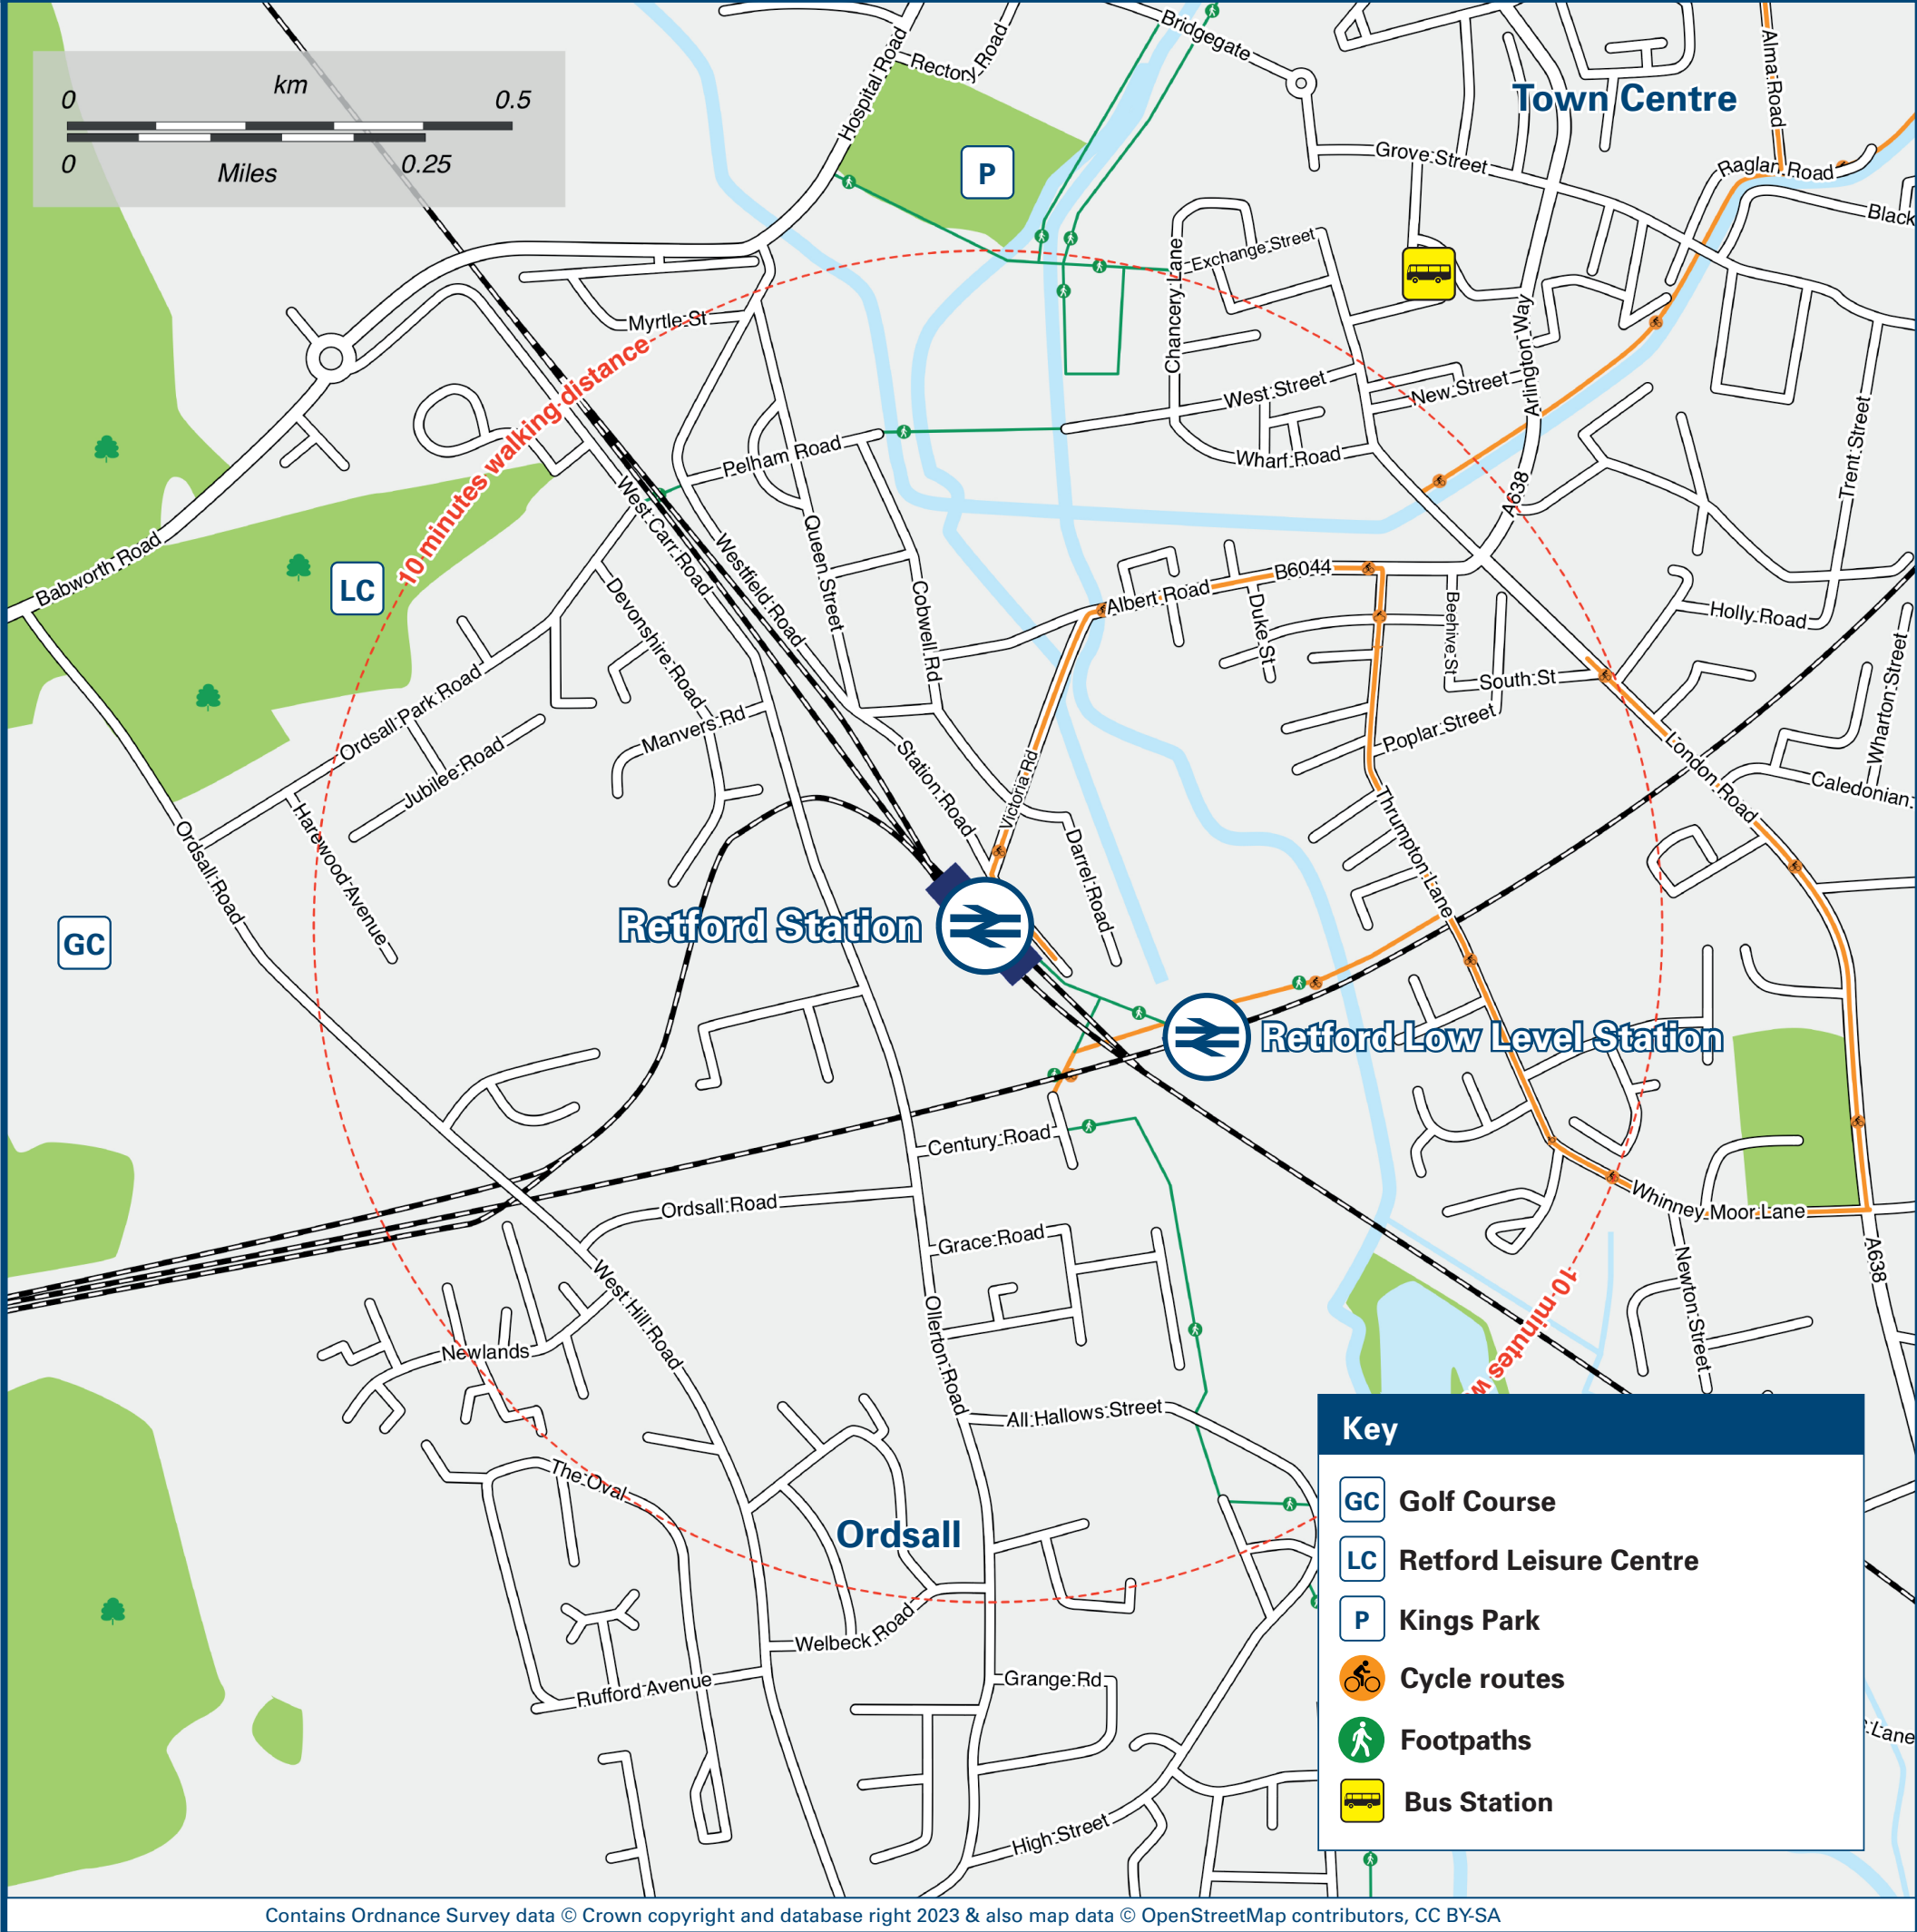 km
0 0.5
0 0.25
Miles
Bridgegate
Hospital Road
Rectory Road
P
Town Centre
Alma Road
Grove Street
Raglan Road
Black
Exchange Street
Chancery Lane
Myrtle St
10 minutes walking distance
West Street
New Street
Arlington Way
Wharf Road
Pelham Road
A638
Trent Street
Babworth Road
LC
West Carr Road
Westfield Road
Queen Street
Cobwell Rd
Devonshire Road
Albert Road
B6044
Duke St
Beehive St
Holly Road
South St
Wharton Street
Ordsall Park Road
Manvers Rd
Jubilee Road
Poplar Street
Station Road
Victoria Rd
London Road
Caledonian
Harewood Avenue
Ordsall Road
Darrel Road
Thrumpton Lane
GC
Retford Station
Retford Low Level Station
Century Road
Ordsall Road
Whinney Moor Lane
Grace Road
A638
West Hill Road
Newton Street
10 minutes w
Ollerton Road
Newlands
All Hallows Street
The Oval
Ordsall
Welbeck Road
Rufford Avenue
Grange Rd
High Street
Lane
Key
GC Golf Course
LC Retford Leisure Centre
P Kings Park
Cycle routes
Footpaths
Bus Station
Contains Ordnance Survey data © Crown copyright and database right 2023 & also map data © OpenStreetMap contributors, CC BY-SA